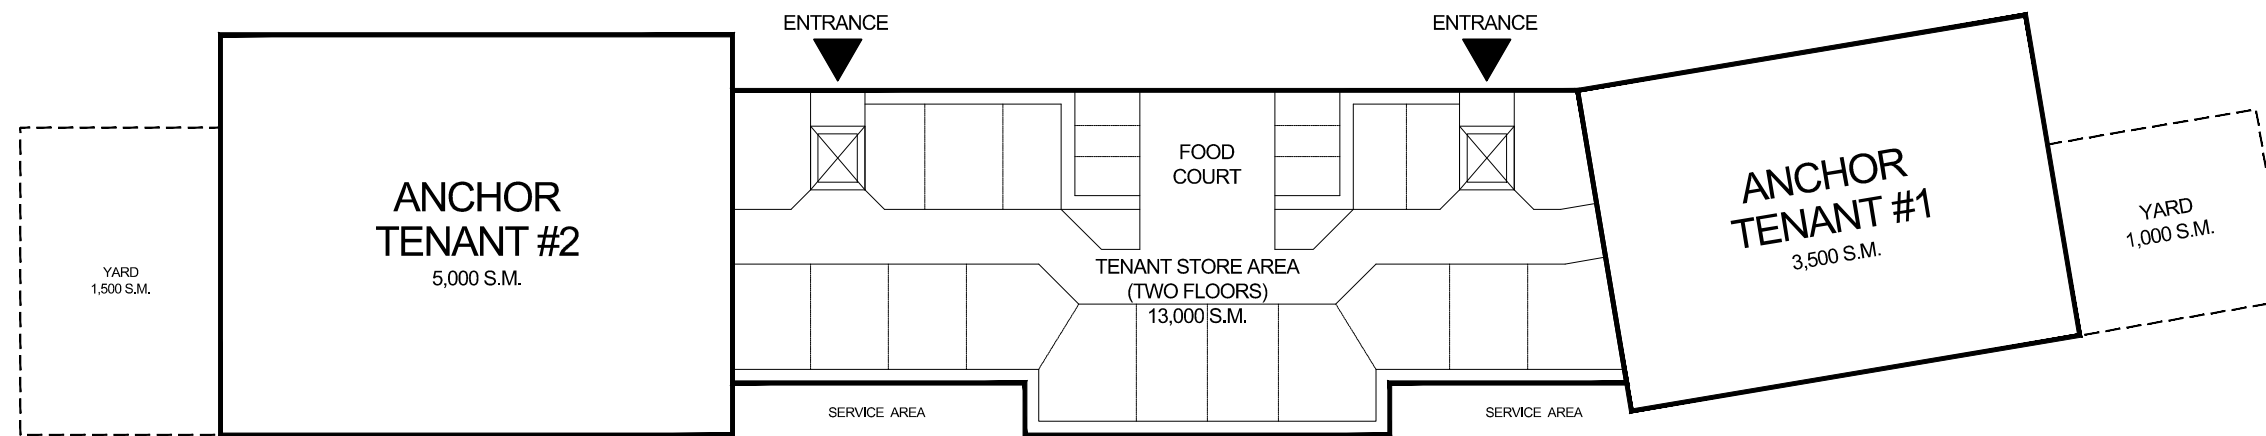 ENTRANCE
ENTRANCE
ANCHOR
TENANT #2
5,000 S.M.
YARD
1,500 S.M.
FOOD
COURT
TENANT STORE AREA
(TWO FLOORS)
13,000 S.M.
ANCHOR
TENANT #1
3,500 S.M.
YARD
1,000 S.M.
SERVICE AREA
SERVICE AREA